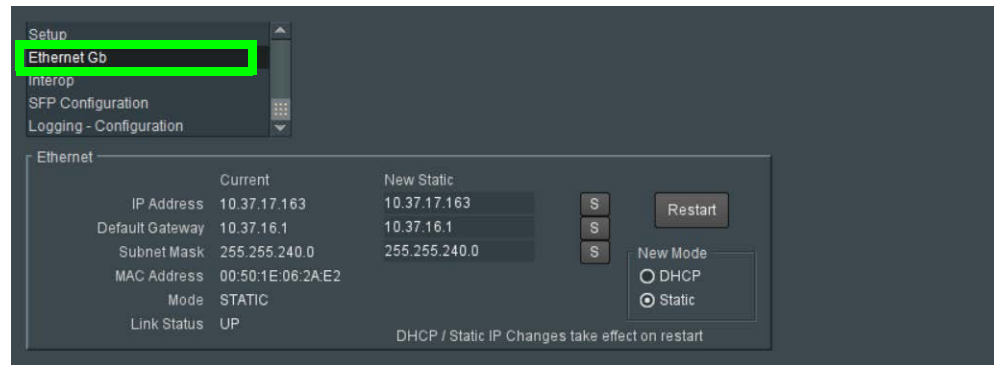 Setup
Ethernet Gb
Interop
SFP Configuration
Logging - Configuration
Ethernet
Current New Static
IP Address 10.37.17.163 10.37.17.163 S Restart
Default Gateway 10.37.16.1 10.37.16.1 S
Subnet Mask 255.255.240.0 255.255.240.0 S New Mode
MAC Address 00:50:1E:06:2A:E2 DHCP
Mode STATIC Static
Link Status UP
DHCP / Static IP Changes take effect on restart